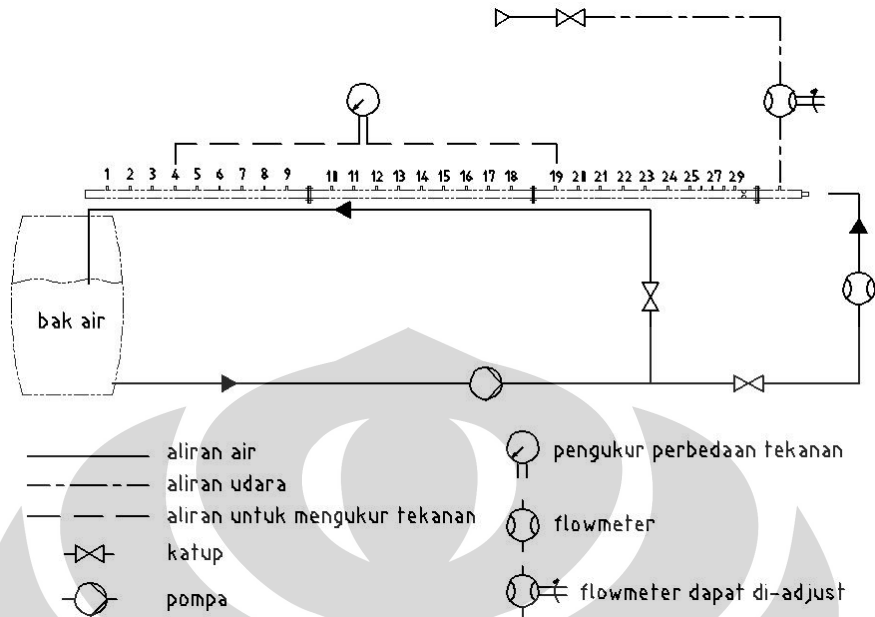 1 2 3 4 5 6 7 8 9 10 11 12 13 14 15 16 17 18 19 20 21 22 23 24 25 27 29
bak air
aliran air
aliran udara
aliran untuk mengukur tekanan
katup
pompa
pengukur perbedaan tekanan
flowmeter
flowmeter dapat di-adjust